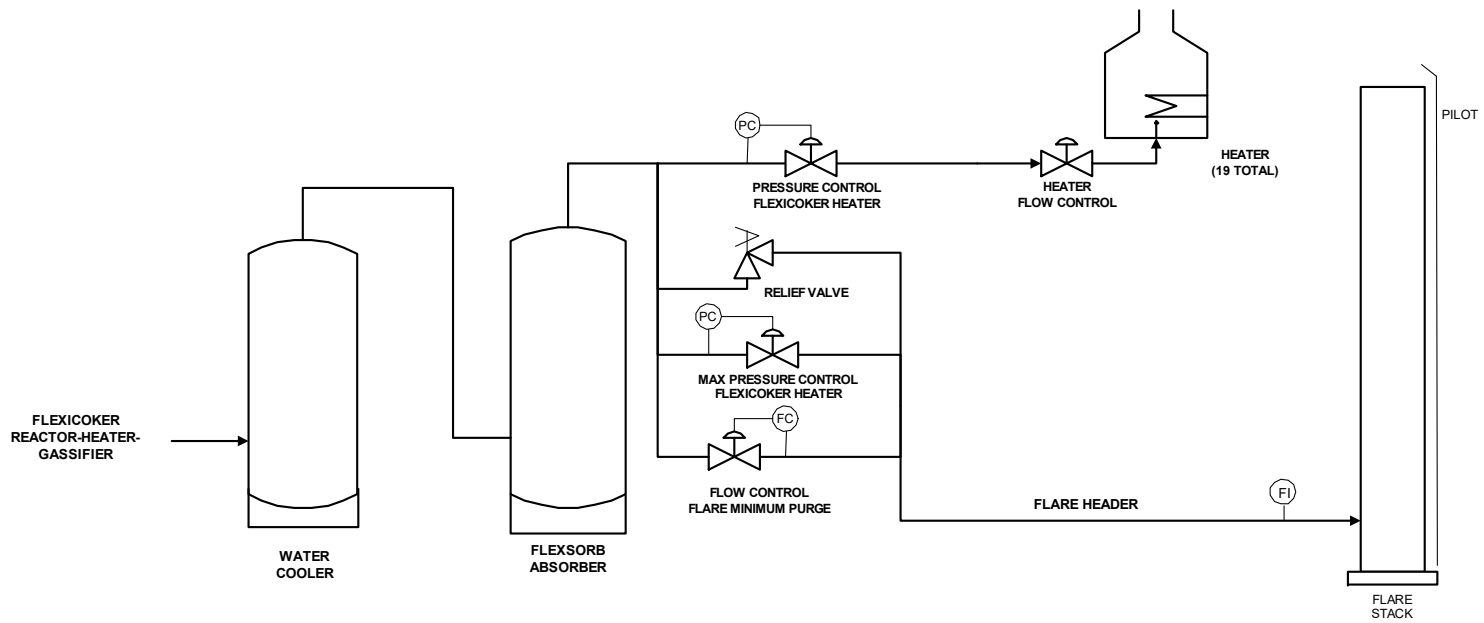 PILOT
PC
HEATER
(19 TOTAL)
PRESSURE CONTROL
FLEXICOKER HEATER
HEATER
FLOW CONTROL
RELIEF VALVE
PC
MAX PRESSURE CONTROL
FLEXICOKER HEATER
FC
FLEXICOKER
REACTOR-HEATER-
GASSIFIER
FLOW CONTROL
FLARE MINIMUM PURGE
FLARE HEADER
FI
WATER
COOLER
FLEXSORB
ABSORBER
FLARE
STACK